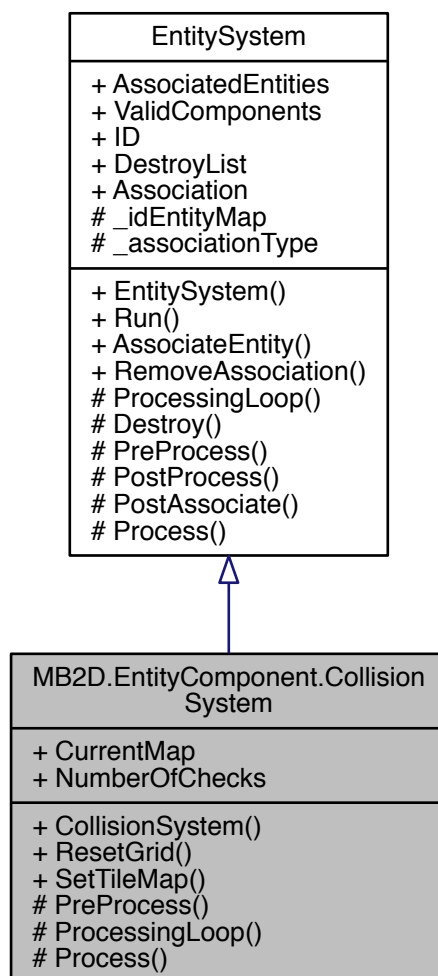 EntitySystem
+ AssociatedEntities
+ ValidComponents
+ ID
+ DestroyList
+ Association
# _idEntityMap
# _associationType
+ EntitySystem()
+ Run()
+ AssociateEntity()
+ RemoveAssociation()
# ProcessingLoop()
# Destroy()
# PreProcess()
# PostProcess()
# PostAssociate()
# Process()
MB2D.EntityComponent.Collision
System
+ CurrentMap
+ NumberOfChecks
+ CollisionSystem()
+ ResetGrid()
+ SetTileMap()
# PreProcess()
# ProcessingLoop()
# Process()